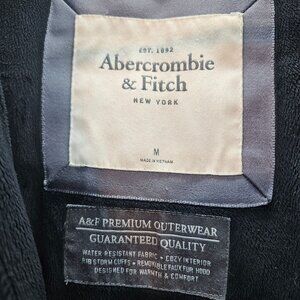 EST. 1892
Abercrombie
& Fitch
NEW YORK
M
MADE IN VIETNAM
A&F PREMIUM OUTERWEAR
GUARANTEED QUALITY
WATER RESISTANT FABRIC • COZY INTERIOR
RIB STORM CUFFS • REMOVABLE FAUX FUR HOOD
DESIGNED FOR WARMTH & COMFORT